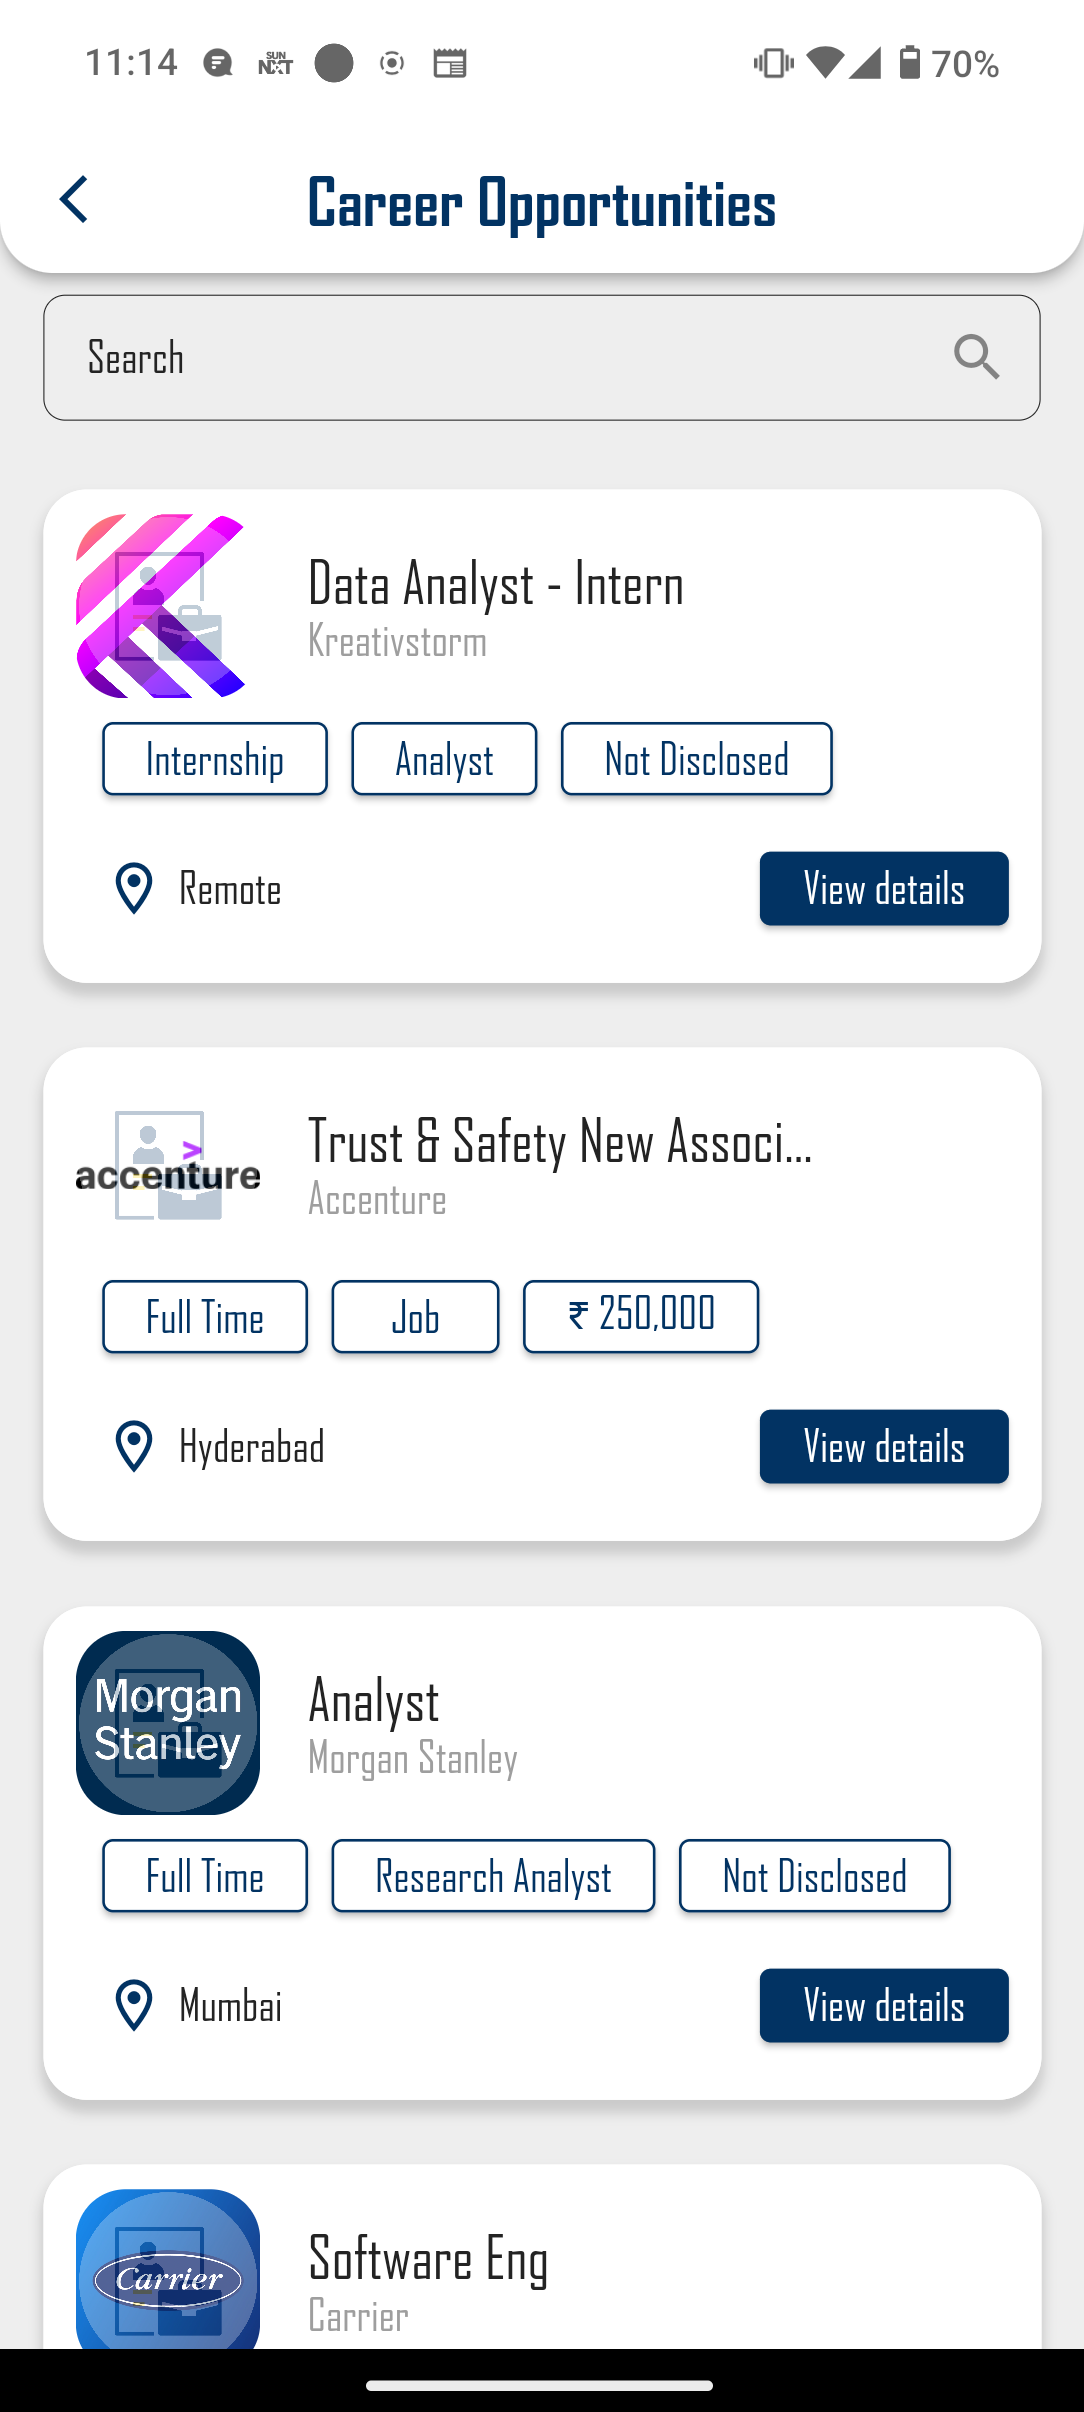 11:14
SUN
NXT
70%
Career Opportunities
Search
Data Analyst - Intern
Kreativstorm
Internship
Analyst
Not Disclosed
Remote
View details
accenture
Trust & Safety New Associ...
Accenture
Full Time
Job
₹ 250,000
Hyderabad
View details
Morgan
Stanley
Analyst
Morgan Stanley
Full Time
Research Analyst
Not Disclosed
Mumbai
View details
Carrier
Software Eng
Carrier